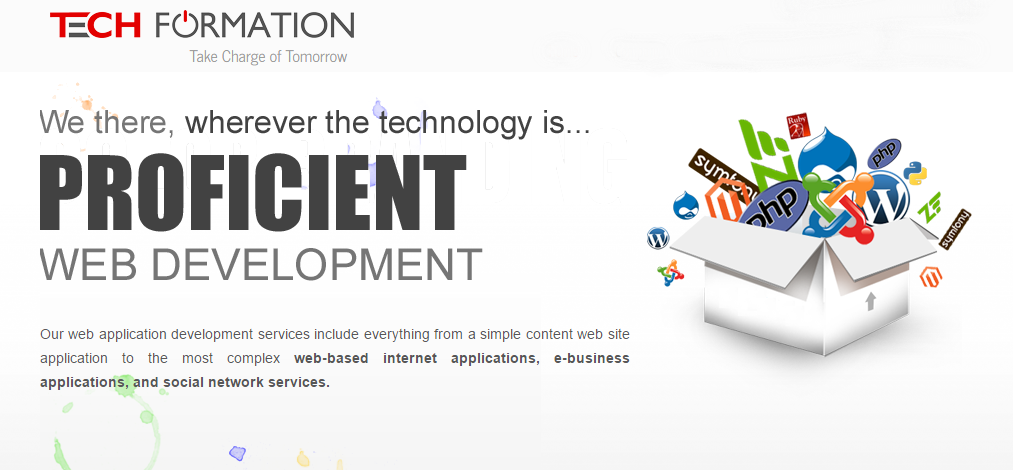 TECH FORMATION
Take Charge of Tomorrow
We there, wherever the technology is...
PROFICIENT
WEB DEVELOPMENT
Our web application development services include everything from a simple content web site
application to the most complex web-based internet applications, e-business
applications, and social network services.
Ruby
php
symfony
php
symfony